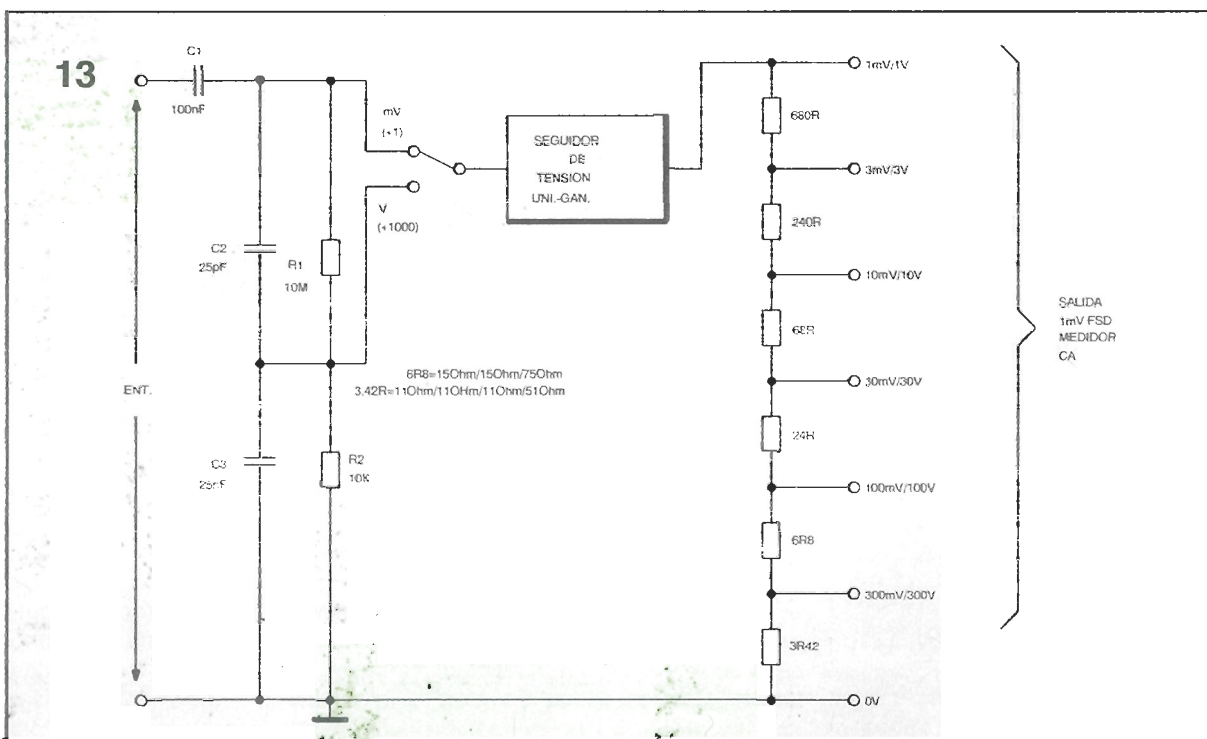 13
C1
100nF
mV
(÷1)
V
(÷1000)
SEGUIDOR
DE
TENSION
UNI.-GAN.
1mV/1V
680R
3mV/3V
240R
10mV/10V
68R
30mV/30V
24R
100mV/100V
6R8
300mV/300V
3R42
0V
C2
25pF
R1
10M
6R8=15Ohm/15Ohm/75Ohm
3.42R=11Ohm/11OHm/11Ohm/51Ohm
ENT.
C3
25nF
R2
10K
SALIDA
1mV FSD
MEDIDOR
CA